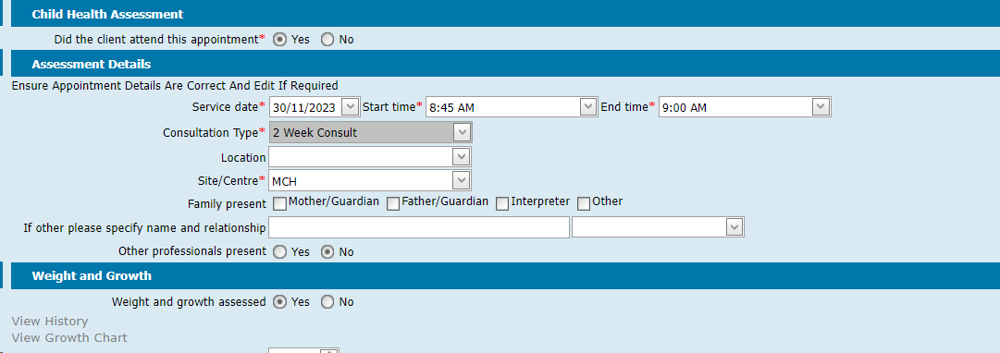 Child Health Assessment
Did the client attend this appointment* Yes No
Assessment Details
Ensure Appointment Details Are Correct And Edit If Required
Service date* 30/11/2023 Start time* 8:45 AM End time* 9:00 AM
Consultation Type* 2 Week Consult
Location
Site/Centre* MCH
Family present Mother/Guardian Father/Guardian Interpreter Other
If other please specify name and relationship
Other professionals present Yes No
Weight and Growth
Weight and growth assessed Yes No
View History
View Growth Chart